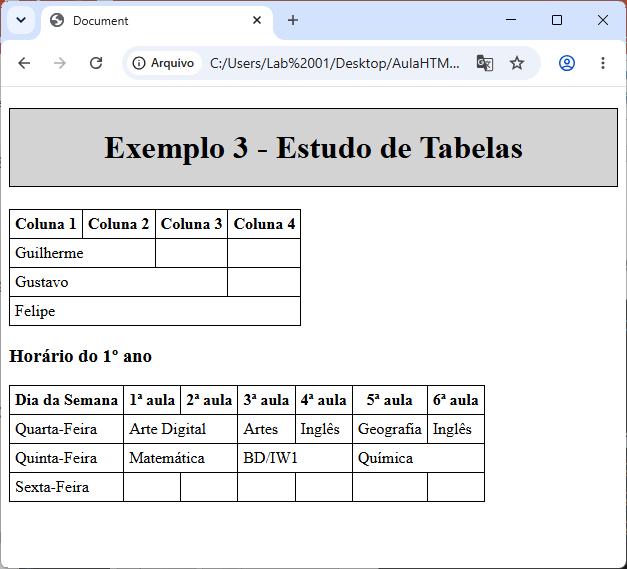 Document
Arquivo C:/Users/Lab%2001/Desktop/AulaHTM...
Exemplo 3 - Estudo de Tabelas
Coluna 1 Coluna 2 Coluna 3 Coluna 4
Guilherme
Gustavo
Felipe
Horário do 1º ano
Dia da Semana 1ª aula 2ª aula 3ª aula 4ª aula 5ª aula 6ª aula
Quarta-Feira Arte Digital Artes Inglês Geografia Inglês
Quinta-Feira Matemática BD/IW1 Química
Sexta-Feira